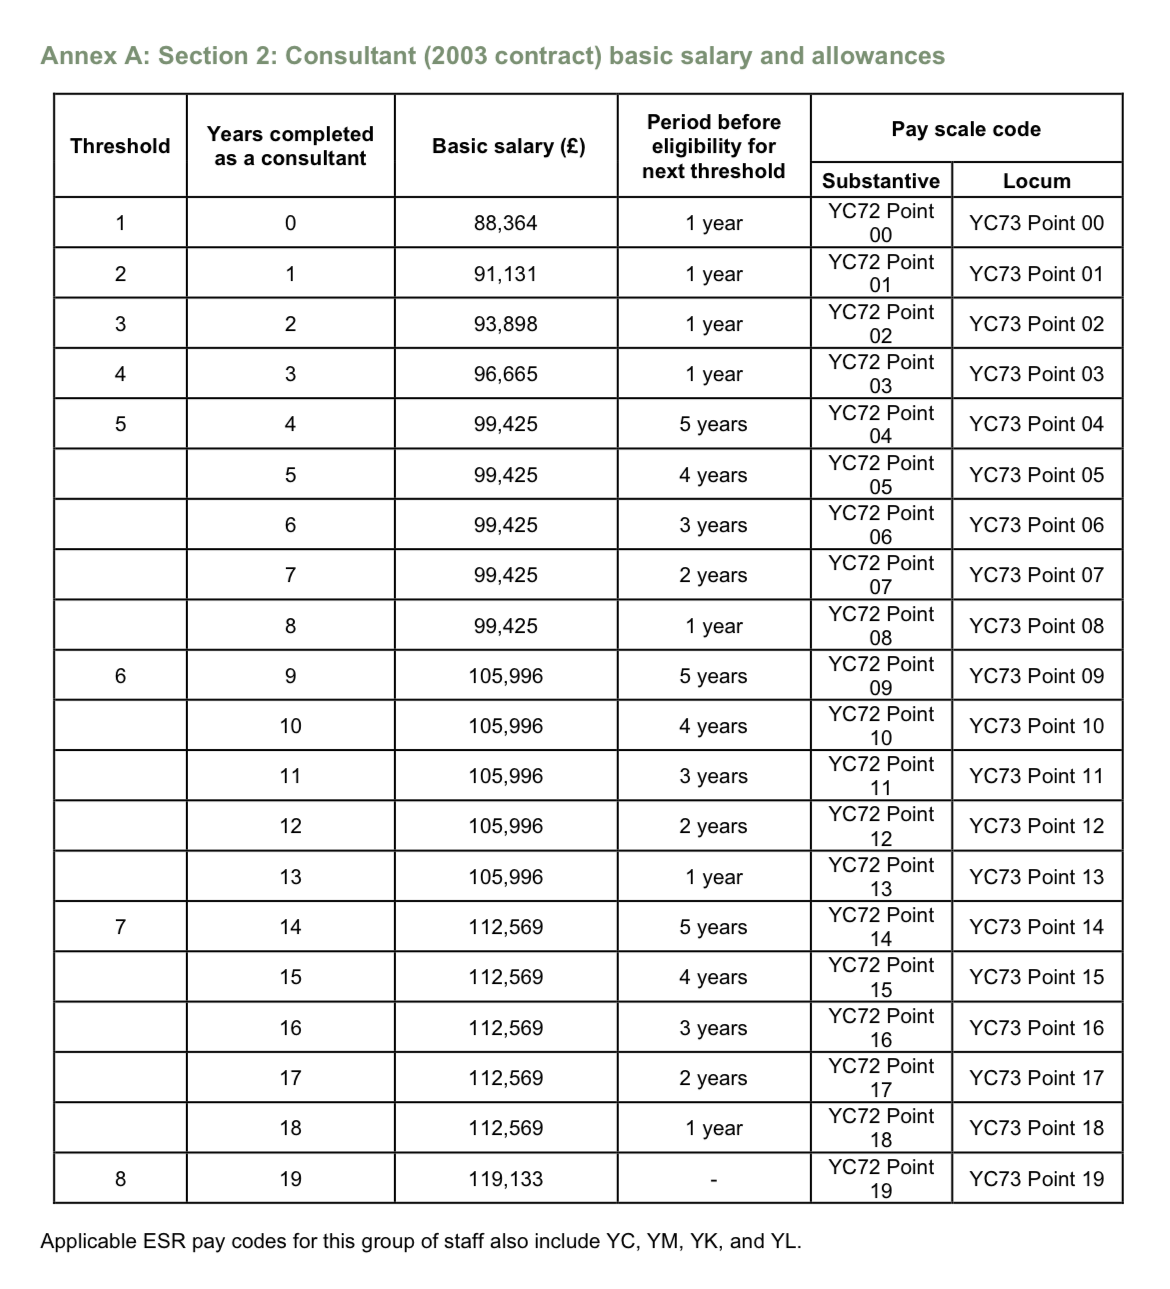 Annex A: Section 2: Consultant (2003 contract) basic salary and allowances
Threshold
Years completed
as a consultant
Basic salary (£)
Period before
eligibility for
next threshold
Pay scale code
Substantive
Locum
1 0 88,364 1 year YC72 Point 00 YC73 Point 00
2 1 91,131 1 year YC72 Point 01 YC73 Point 01
3 2 93,898 1 year YC72 Point 02 YC73 Point 02
4 3 96,665 1 year YC72 Point 03 YC73 Point 03
5 4 99,425 5 years YC72 Point 04 YC73 Point 04
5 99,425 4 years YC72 Point 05 YC73 Point 05
6 99,425 3 years YC72 Point 06 YC73 Point 06
7 99,425 2 years YC72 Point 07 YC73 Point 07
8 99,425 1 year YC72 Point 08 YC73 Point 08
6 9 105,996 5 years YC72 Point 09 YC73 Point 09
10 105,996 4 years YC72 Point 10 YC73 Point 10
11 105,996 3 years YC72 Point 11 YC73 Point 11
12 105,996 2 years YC72 Point 12 YC73 Point 12
13 105,996 1 year YC72 Point 13 YC73 Point 13
7 14 112,569 5 years YC72 Point 14 YC73 Point 14
15 112,569 4 years YC72 Point 15 YC73 Point 15
16 112,569 3 years YC72 Point 16 YC73 Point 16
17 112,569 2 years YC72 Point 17 YC73 Point 17
18 112,569 1 year YC72 Point 18 YC73 Point 18
8 19 119,133 - YC72 Point 19 YC73 Point 19
Applicable ESR pay codes for this group of staff also include YC, YM, YK, and YL.